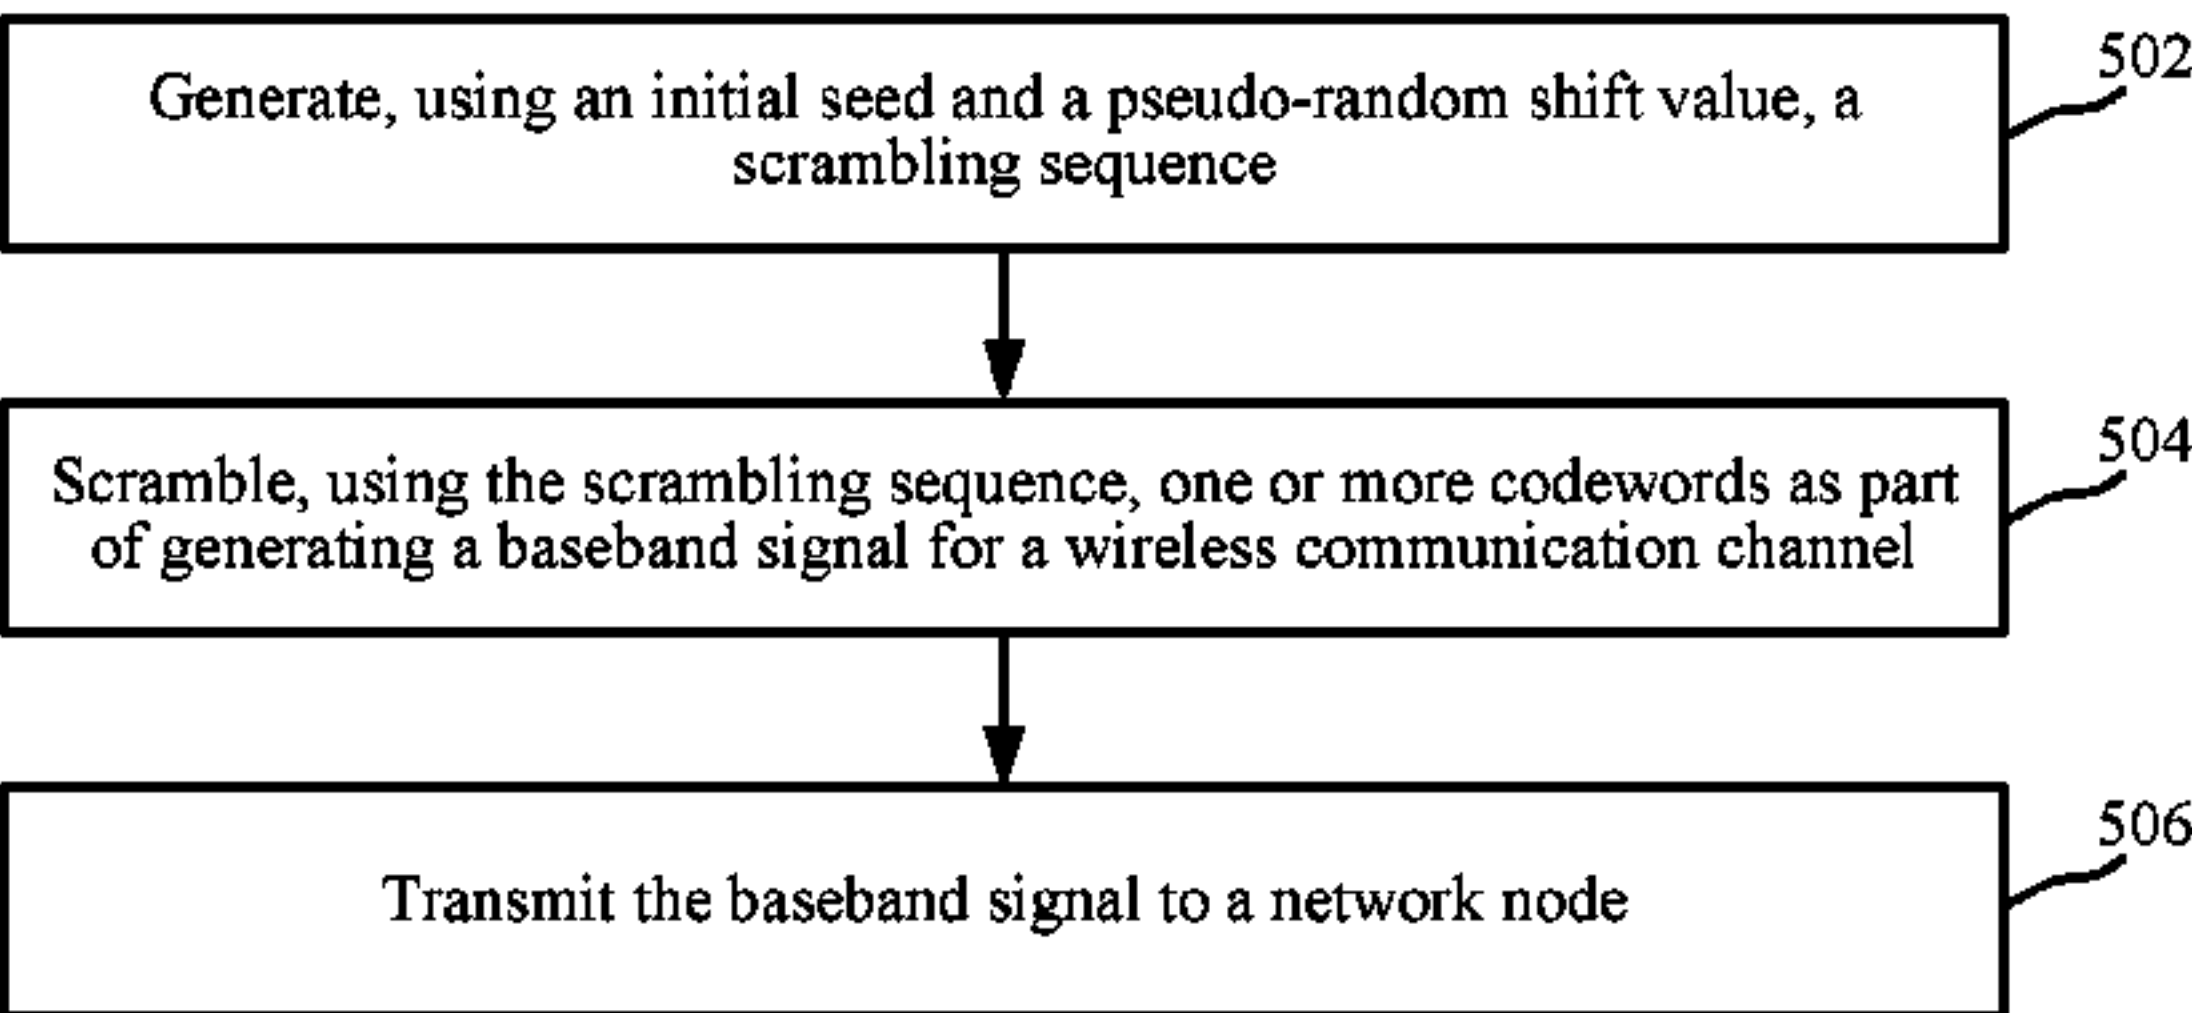 Generate, using an initial seed and a pseudo-random shift value, a
scrambling sequence
502
Scramble, using the scrambling sequence, one or more codewords as part
of generating a baseband signal for a wireless communication channel
504
Transmit the baseband signal to a network node
506